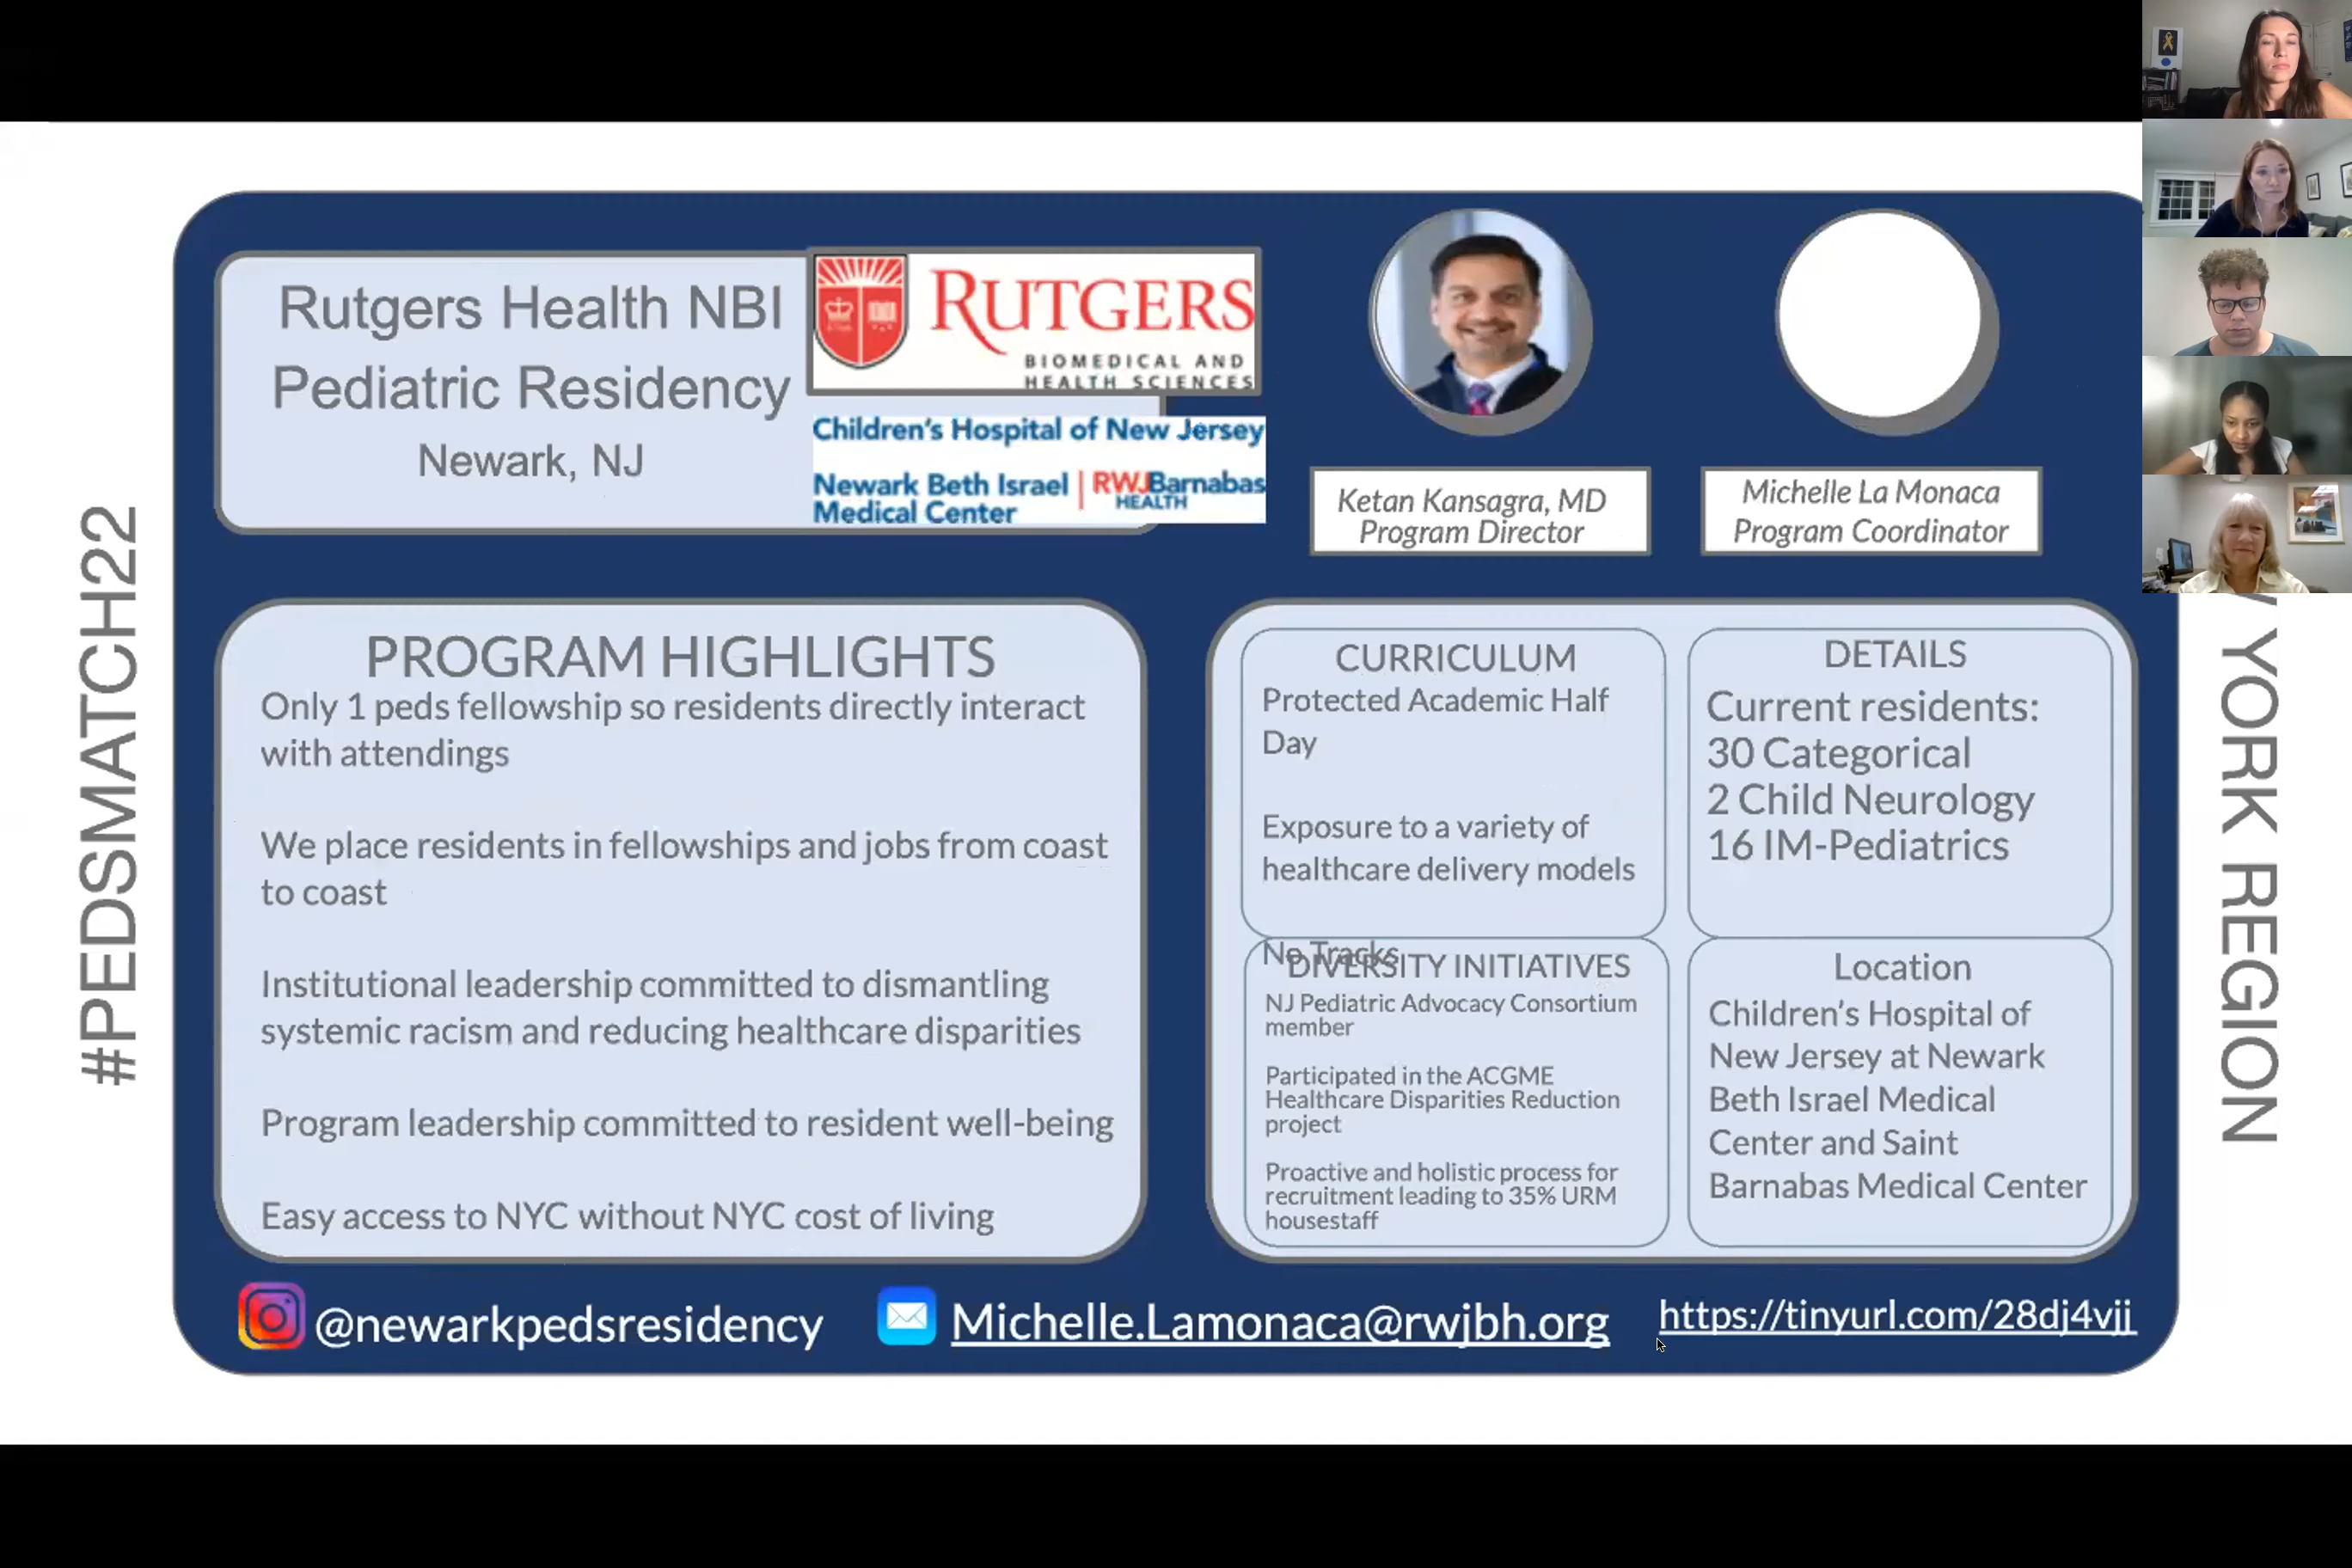 #PEDSMATCH22
Rutgers Health NBI
Pediatric Residency
Newark, NJ
RUTGERS
BIOMEDICAL AND
HEALTH SCIENCES
Children's Hospital of New Jersey
Newark Beth Israel
Medical Center
RWJBarnabas
HEALTH
Ketan Kansagra, MD
Program Director
Michelle La Monaca
Program Coordinator
PROGRAM HIGHLIGHTS
Only 1 peds fellowship so residents directly interact
with attendings
We place residents in fellowships and jobs from coast
to coast
Institutional leadership committed to dismantling
systemic racism and reducing healthcare disparities
Program leadership committed to resident well-being
Easy access to NYC without NYC cost of living
CURRICULUM
Protected Academic Half
Day
Exposure to a variety of
healthcare delivery models
No Tracks
DETAILS
Current residents:
30 Categorical
2 Child Neurology
16 IM-Pediatrics
DIVERSITY INITIATIVES
NJ Pediatric Advocacy Consortium
member
Participated in the ACGME
Healthcare Disparities Reduction
project
Proactive and holistic process for
recruitment leading to 35% URM
housestaff
Location
Children's Hospital of
New Jersey at Newark
Beth Israel Medical
Center and Saint
Barnabas Medical Center
YORK REGION
@newarkpedsresidency
Michelle.Lamonaca@rwjbh.org
https://tinyurl.com/28dj4vjj